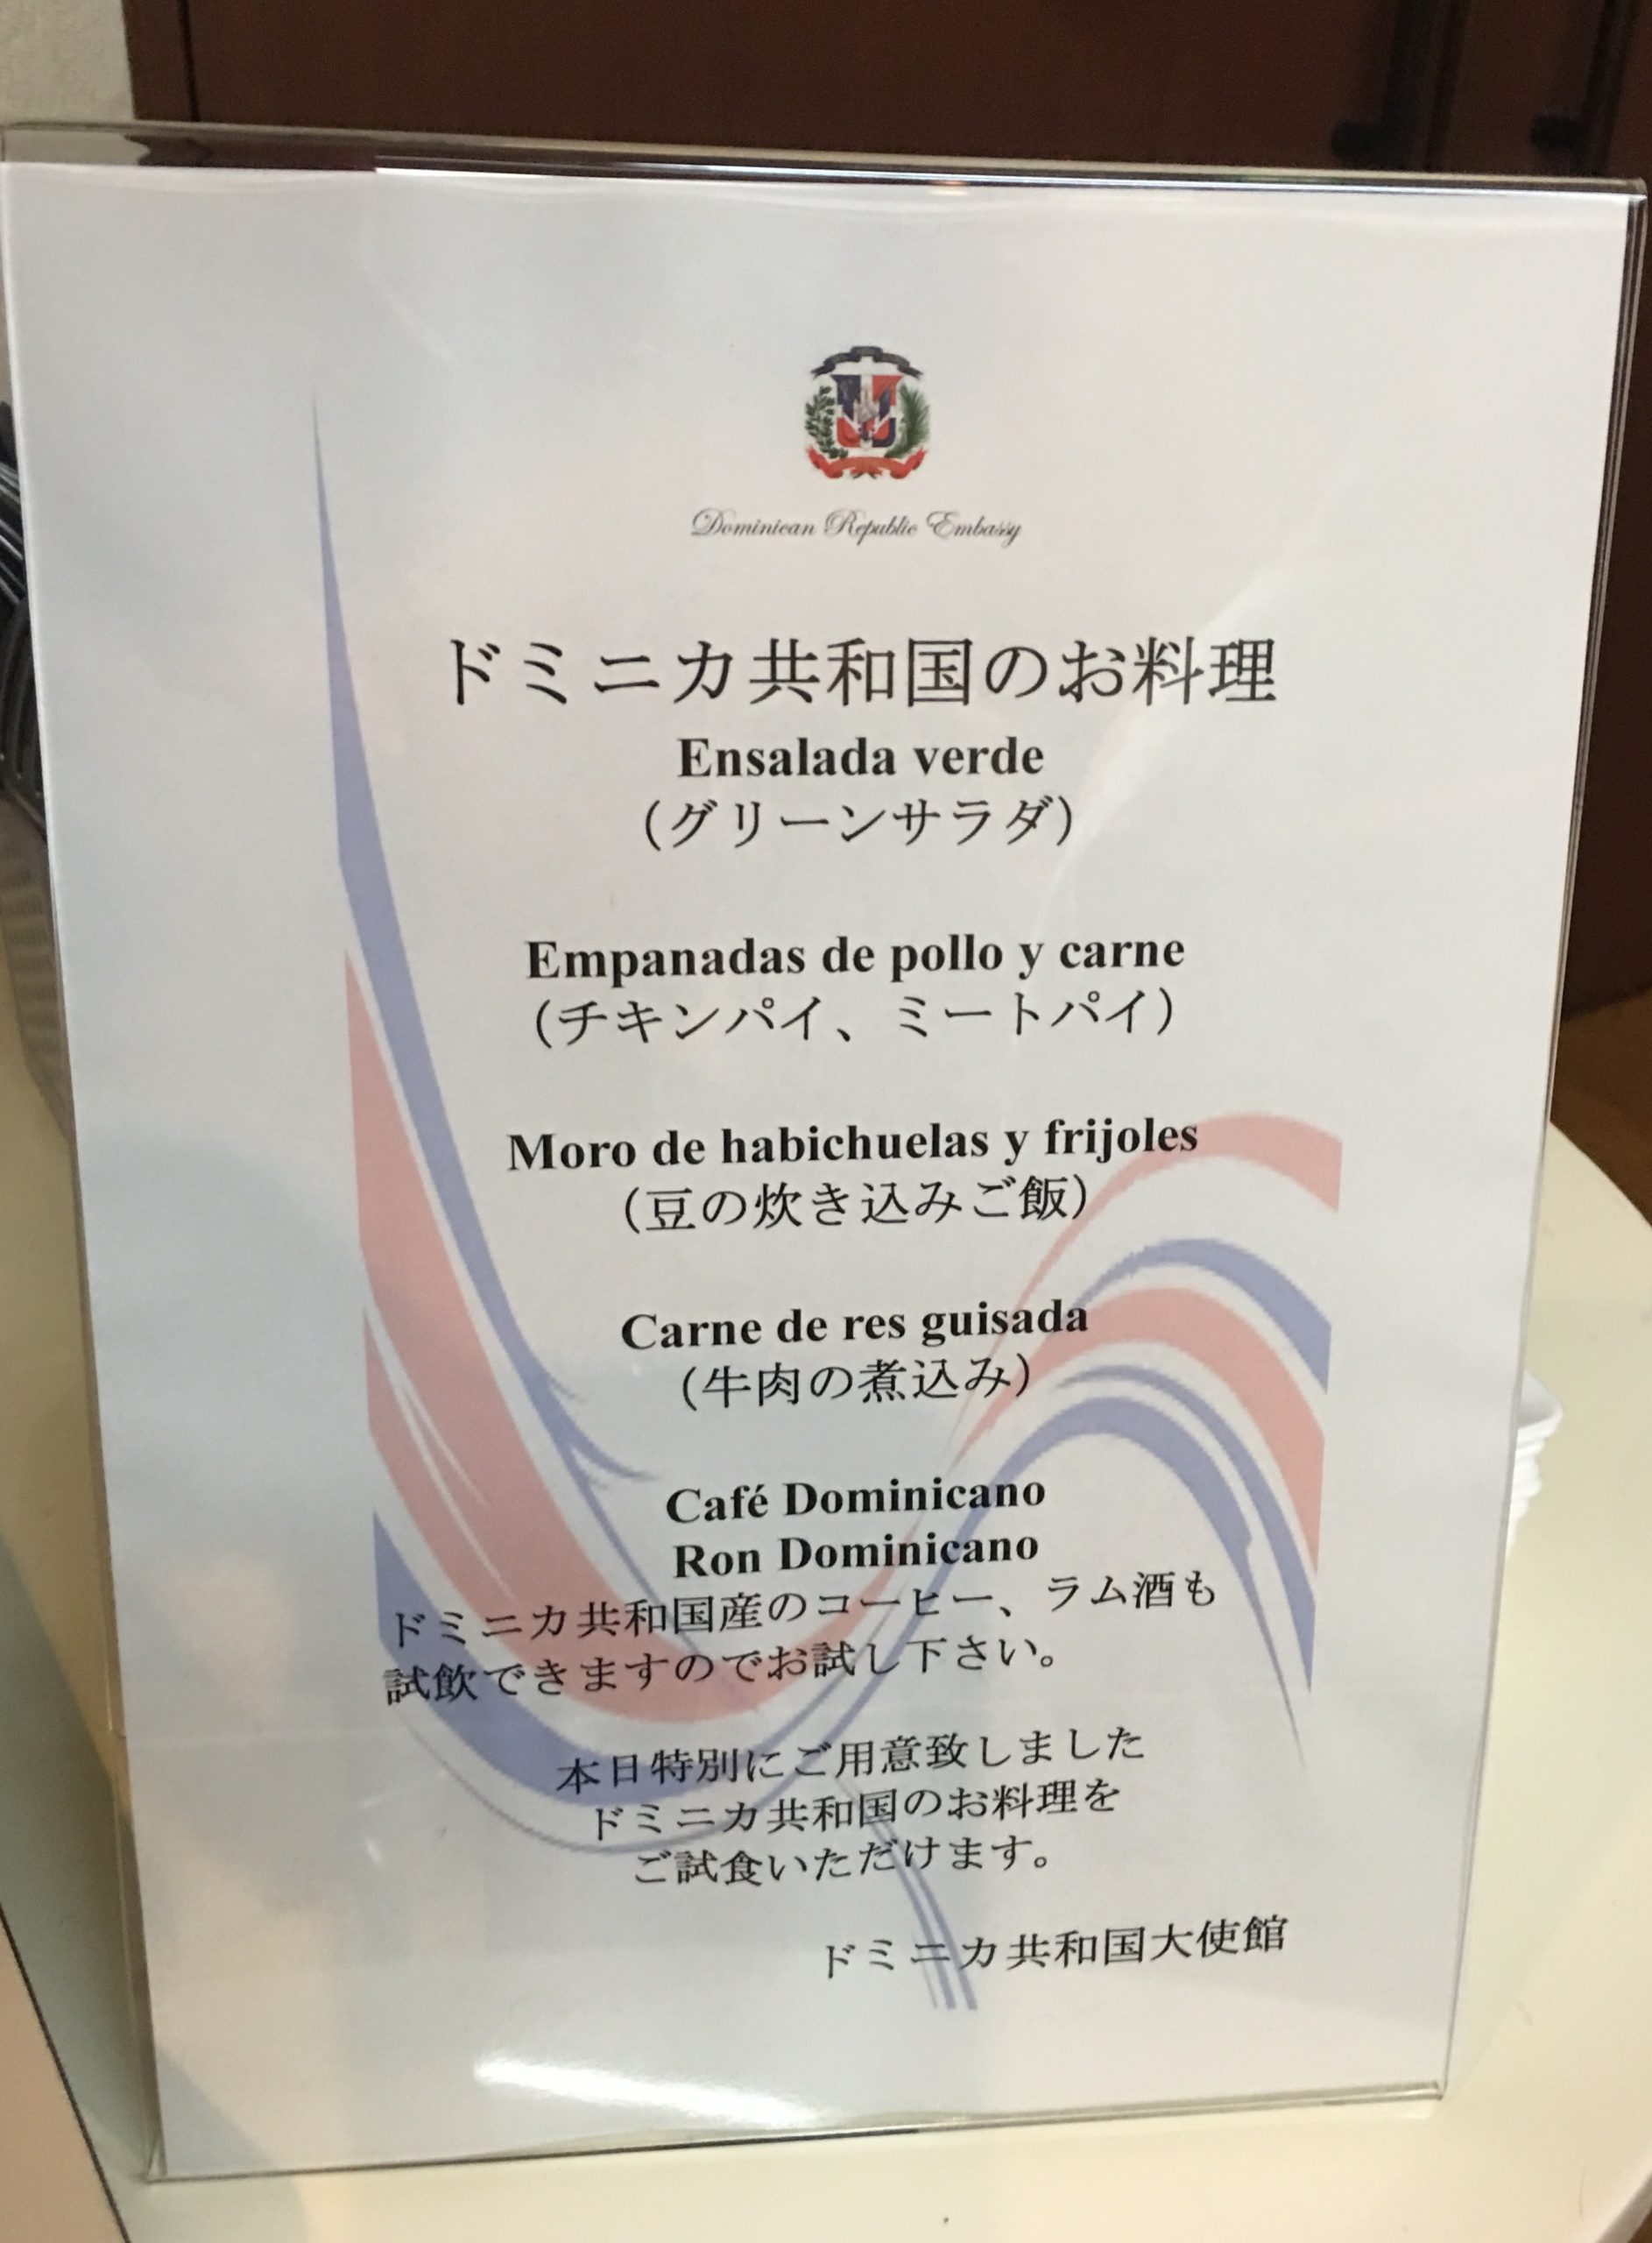 Dominican Republic Embassy
ドミニカ共和国のお料理
Ensalada verde
（グリーンサラダ）
Empanadas de pollo y carne
（チキンパイ、ミートパイ）
Moro de habichuelas y frijoles
（豆の炊き込みご飯）
Carne de res guisada
（牛肉の煮込み）
Café Dominicano
Ron Dominicano
ドミニカ共和国産のコーヒー、ラム酒も
試飲できますのでお試し下さい。
本日特別にご用意致しました
ドミニカ共和国のお料理を
ご試食いただけます。
ドミニカ共和国大使館